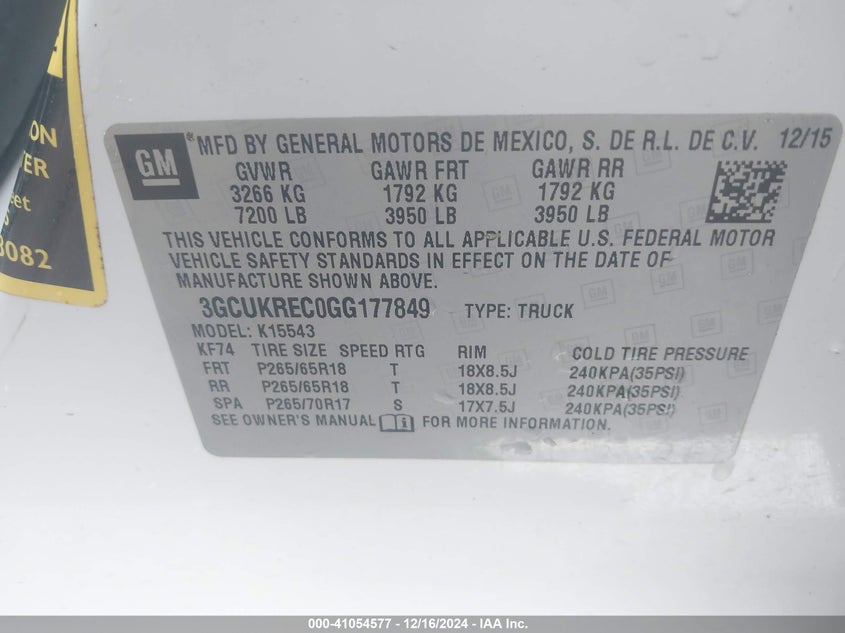 ON
ER
et
8082
GM
® MFD BY GENERAL MOTORS DE MEXICO, S. DE R.L. DE C.V. 12/15
GVWR GAWR FRT GAWR RR
3266 KG 1792 KG 1792 KG
7200 LB 3950 LB 3950 LB
THIS VEHICLE CONFORMS TO ALL APPLICABLE U.S. FEDERAL MOTOR
VEHICLE SAFETY STANDARDS IN EFFECT ON THE DATE OF
MANUFACTURE SHOWN ABOVE.
3GCUKREC0GG177849 TYPE: TRUCK
MODEL: K15543
KF74 TIRE SIZE SPEED RTG RIM COLD TIRE PRESSURE
FRT P265/65R18 T 18X8.5J 240KPA(35PSI)
RR P265/65R18 T 18X8.5J 240KPA(35PSI)
SPA P265/70R17 S 17X7.5J 240KPA(35PSI)
SEE OWNER'S MANUAL FOR MORE INFORMATION.
000-41054577 - 12/16/2024 - IAA Inc.